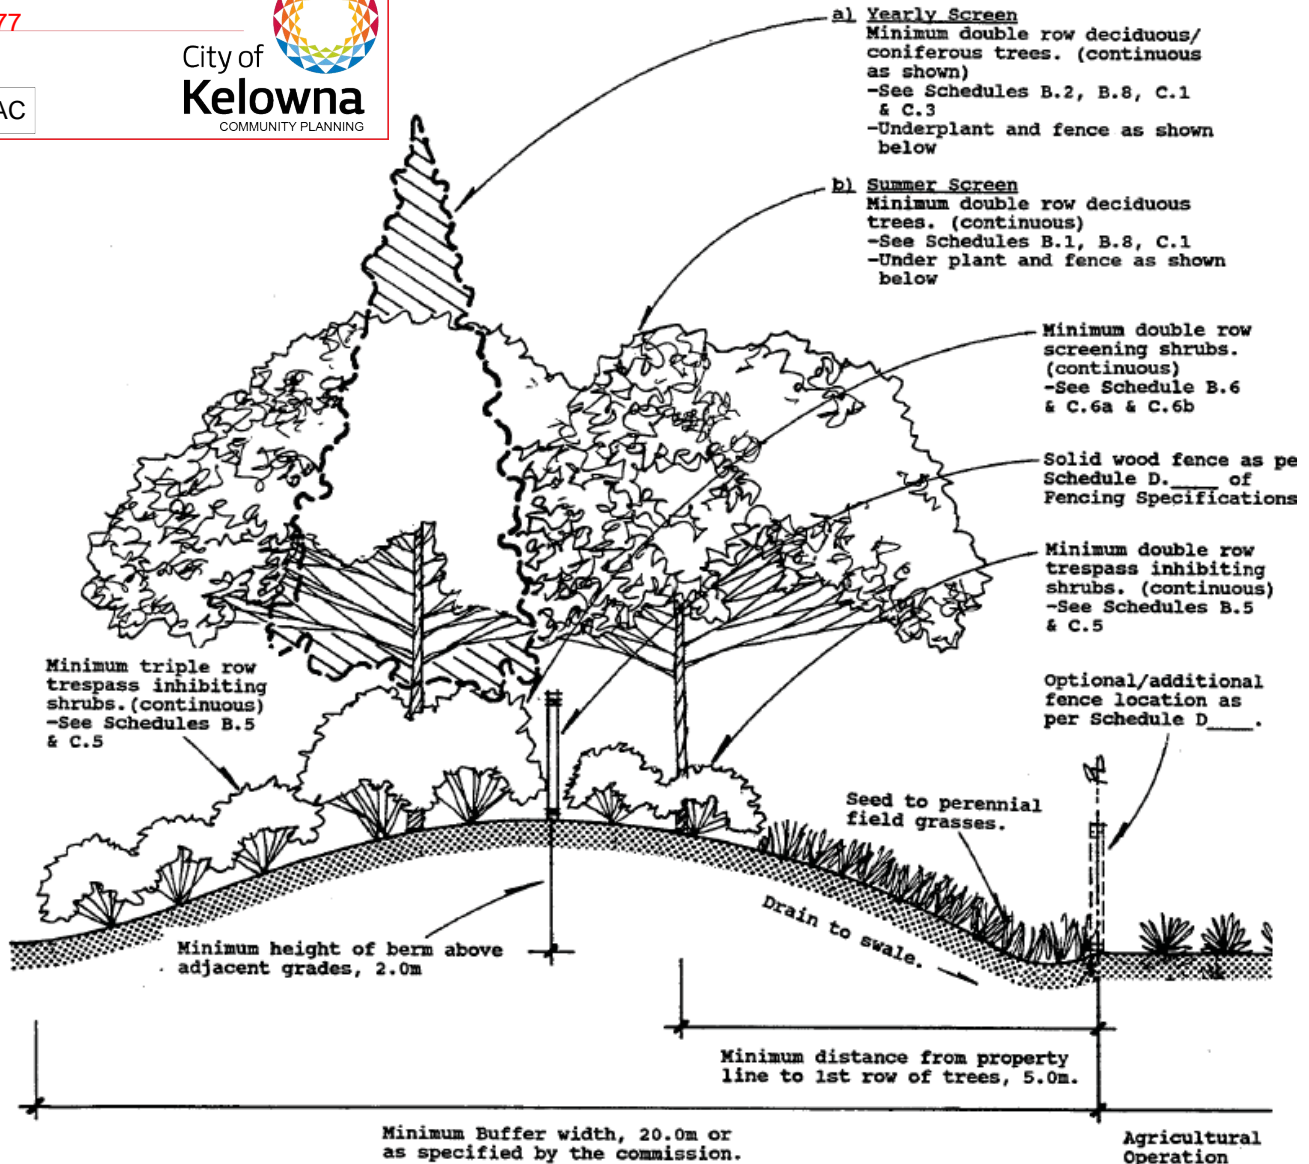 77
City of
Kelowna
COMMUNITY PLANNING
AC
a) Yearly Screen
Minimum double row deciduous/
coniferous trees. (continuous
as shown)
-See Schedules B.2, B.8, C.1
& C.3
-Underplant and fence as shown
below
b) Summer Screen
Minimum double row deciduous
trees. (continuous)
-See Schedules B.1, B.8, C.1
-Under plant and fence as shown
below
Minimum double row
screening shrubs.
(continuous)
-See Schedule B.6
& C.6a & C.6b
Solid wood fence as pe
Schedule D.____ of
Fencing Specifications
Minimum double row
trespass inhibiting
shrubs. (continuous)
-See Schedules B.5
& C.5
Minimum triple row
trespass inhibiting
shrubs.(continuous)
-See Schedules B.5
& C.5
Optional/additional
fence location as
per Schedule D____.
Seed to perennial
field grasses.
Drain to swale.
Minimum height of berm above
adjacent grades, 2.0m
Minimum distance from property
line to 1st row of trees, 5.0m.
Minimum Buffer width, 20.0m or
as specified by the commission.
Agricultural
Operation